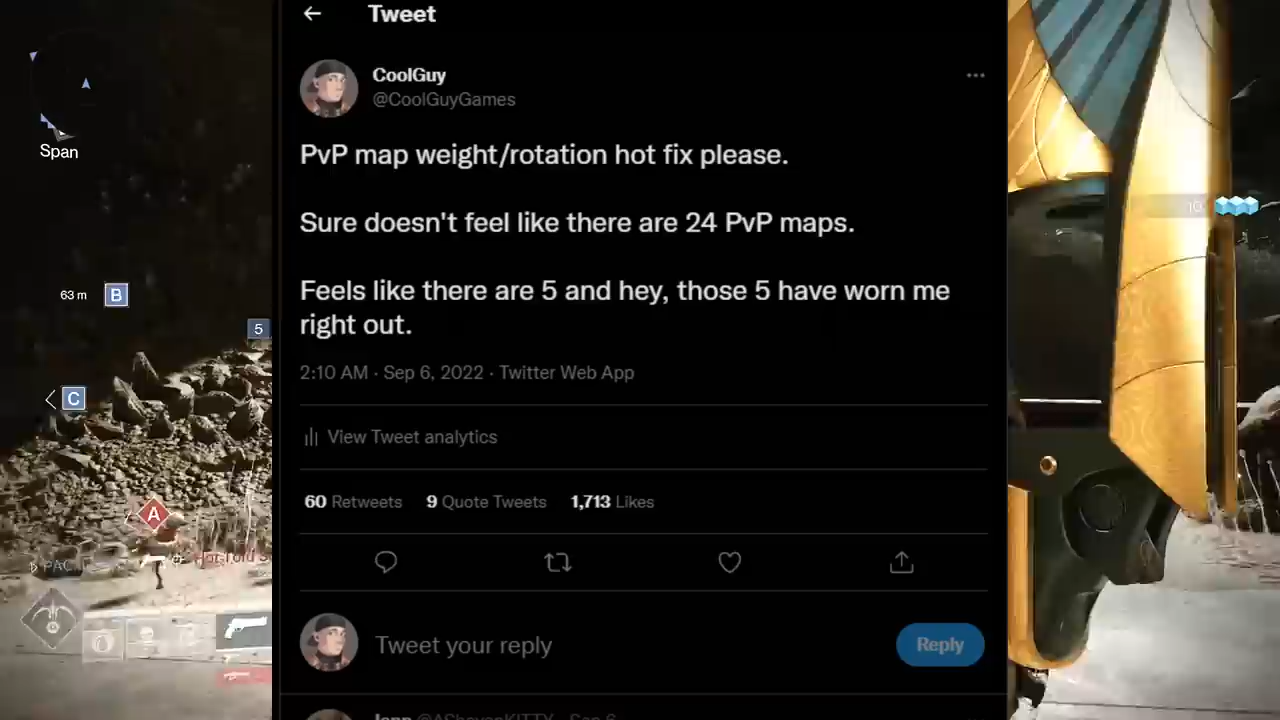 Tweet
CoolGuy
@CoolGuyGames
PvP map weight/rotation hot fix please.
Sure doesn't feel like there are 24 PvP maps.
Feels like there are 5 and hey, those 5 have worn me
right out.
2:10 AM · Sep 6, 2022 · Twitter Web App
View Tweet analytics
60 Retweets 9 Quote Tweets 1,713 Likes
Tweet your reply
Reply
Span
63 m B
5
C
A
10